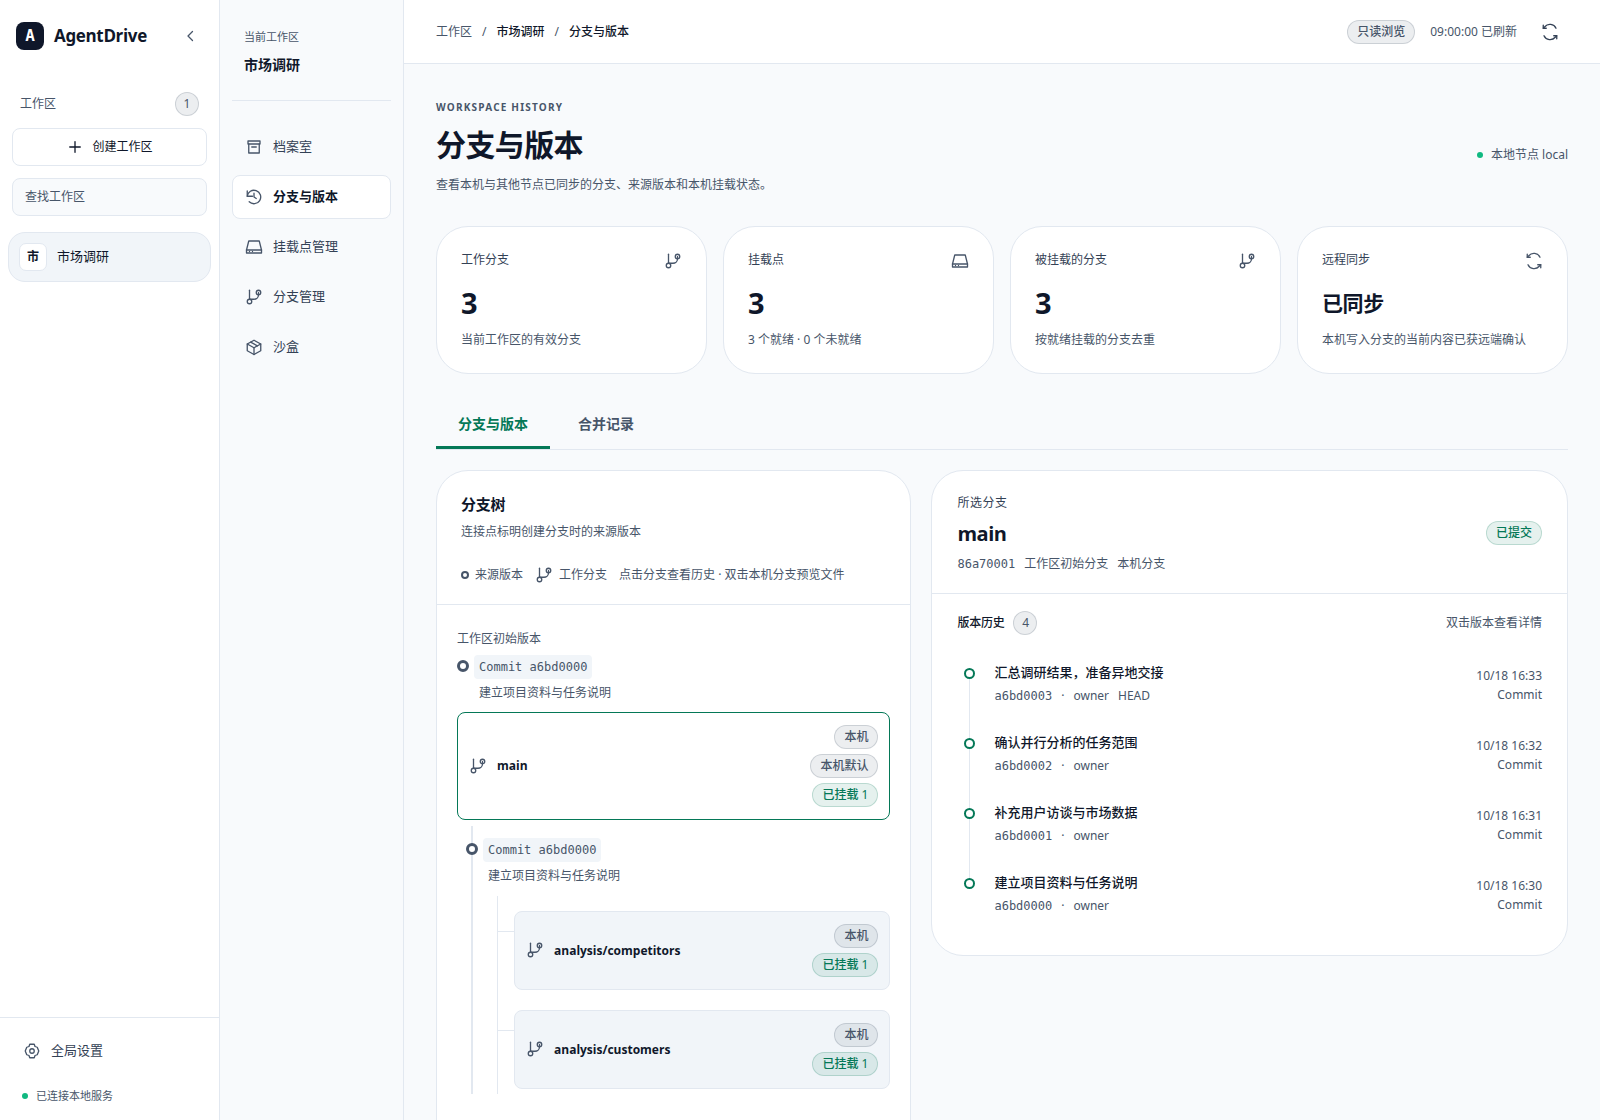 A AgentDrive
工作区 1
创建工作区
查找工作区
市 市场调研
全局设置
已连接本地服务
当前工作区
市场调研
档案室
分支与版本
挂载点管理
分支管理
沙盒
工作区 / 市场调研 / 分支与版本
只读浏览 09:00:00 已刷新
WORKSPACE HISTORY
分支与版本
查看本机与其他节点已同步的分支、来源版本和本机挂载状态。
本地节点 local
工作分支
3
当前工作区的有效分支
挂载点
3
3 个就绪 · 0 个未就绪
被挂载的分支
3
按就绪挂载的分支去重
远程同步
已同步
本机写入分支的当前内容已获远端确认
分支与版本 合并记录
分支树
连接点标明创建分支时的来源版本
来源版本 工作分支 点击分支查看历史 · 双击本机分支预览文件
工作区初始版本
Commit a6bd0000
建立项目资料与任务说明
main
本机
本机默认
已挂载 1
Commit a6bd0000
建立项目资料与任务说明
analysis/competitors
本机
已挂载 1
analysis/customers
本机
已挂载 1
所选分支
main
已提交
86a70001 工作区初始分支 本机分支
版本历史 4 双击版本查看详情
汇总调研结果，准备异地交接
a6bd0003 · owner HEAD
10/18 16:33
Commit
确认并行分析的任务范围
a6bd0002 · owner
10/18 16:32
Commit
补充用户访谈与市场数据
a6bd0001 · owner
10/18 16:31
Commit
建立项目资料与任务说明
a6bd0000 · owner
10/18 16:30
Commit